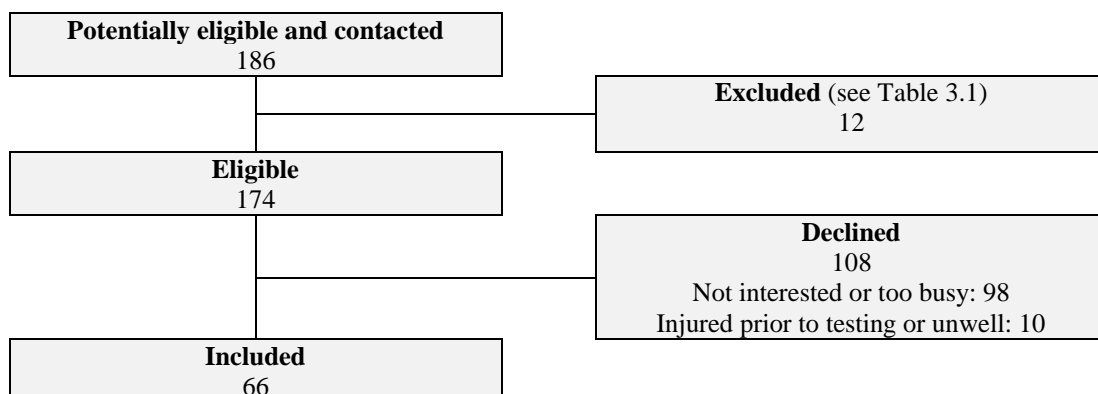 Potentially eligible and contacted
186
Excluded (see Table 3.1)
12
Eligible
174
Declined
108
Not interested or too busy: 98
Injured prior to testing or unwell: 10
Included
66